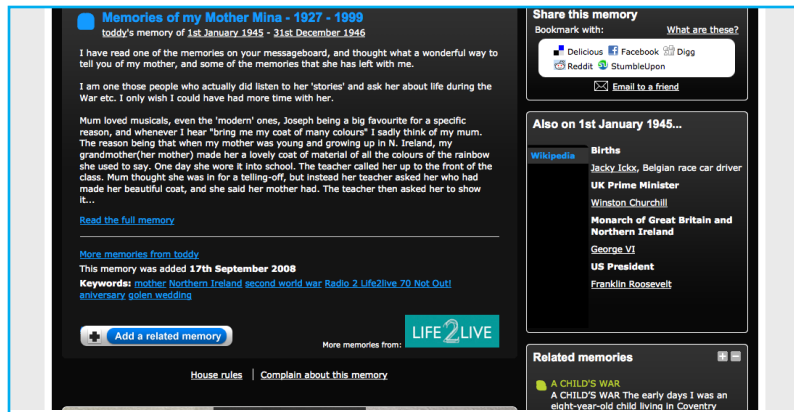 Memories of my Mother Mina - 1927 - 1999
toddy's memory of 1st January 1945 - 31st December 1946
I have read one of the memories on your messageboard, and thought what a wonderful way to
tell you of my mother, and some of the memories that she has left with me.
I am one those people who actually did listen to her 'stories' and ask her about life during the
War etc. I only wish I could have had more time with her.
Mum loved musicals, even the 'modern' ones, Joseph being a big favourite for a specific
reason, and whenever I hear "bring me my coat of many colours" I sadly think of my mum.
The reason being that when my mother was young and growing up in N. Ireland, my
grandmother(her mother) made her a lovely coat of material of all the colours of the rainbow
she used to say. One day she wore it into school. The teacher called her up to the front of the
class. Mum thought she was in for a telling-off, but instead her teacher asked her who had
made her beautiful coat, and she said her mother had. The teacher then asked her to show
it...
Read the full memory
More memories from toddy
This memory was added 17th September 2008
Keywords: mother Northern Ireland second world war Radio 2 Life2live 70 Not Out!
aniversary golen wedding
Add a related memory
More memories from:
LIFE2LIVE
House rules | Complain about this memory
Share this memory
Bookmark with: What are these?
Delicious Facebook Digg
Reddit StumbleUpon
Email to a friend
Also on 1st January 1945...
Wikipedia
Births
Jacky Ickx, Belgian race car driver
UK Prime Minister
Winston Churchill
Monarch of Great Britain and
Northern Ireland
George VI
US President
Franklin Roosevelt
Related memories
A CHILD'S WAR
A CHILD'S WAR The early days I was an
eight-year-old child living in Coventry